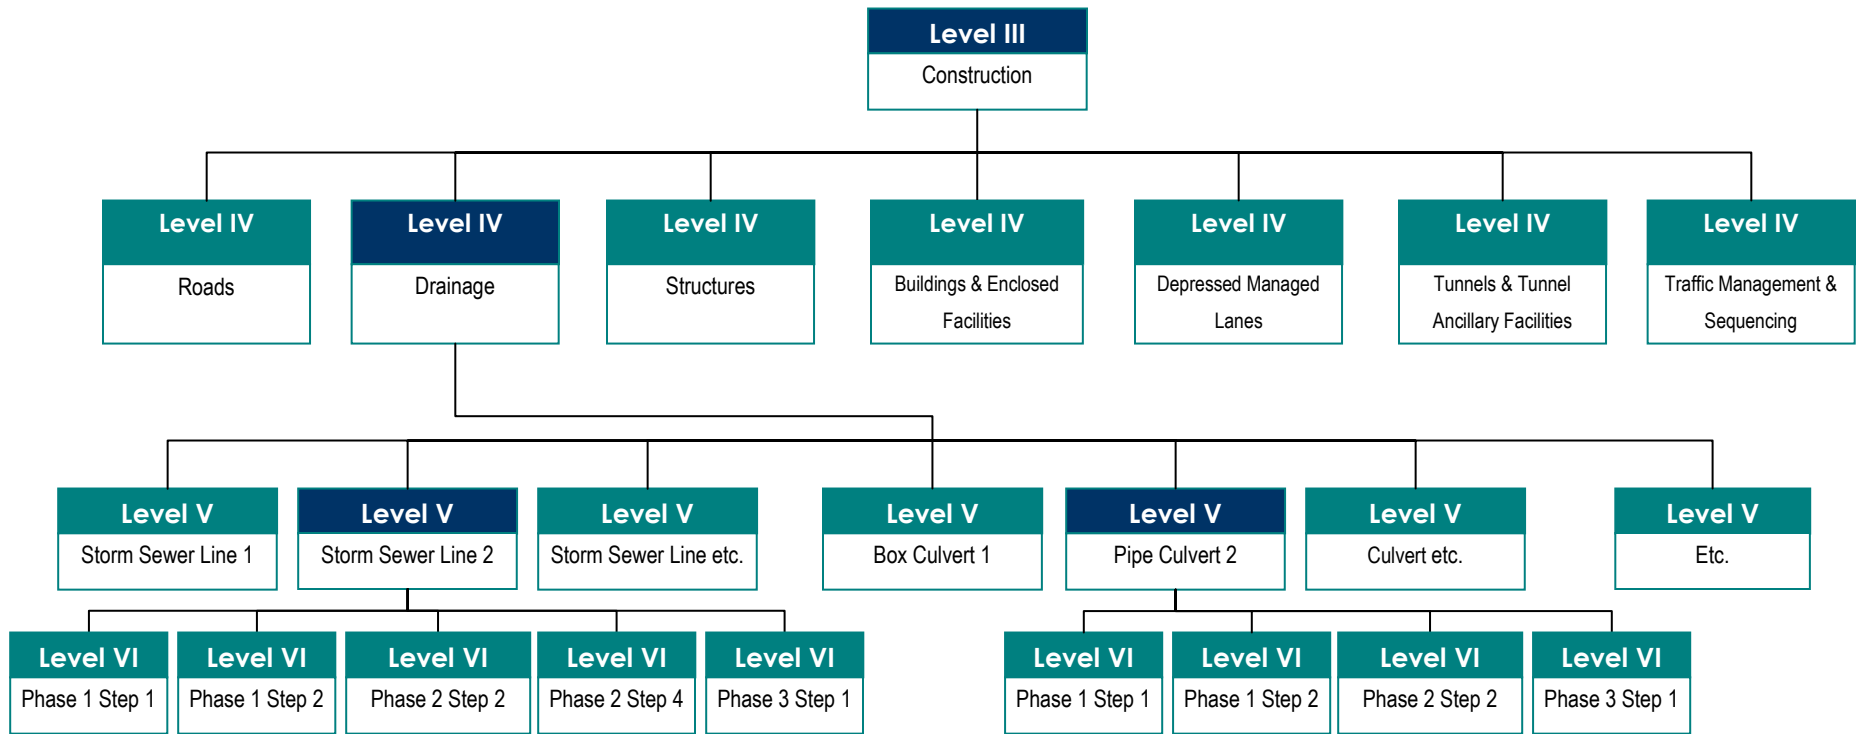 Level III
Construction
Level IV
Roads
Level IV
Drainage
Level IV
Structures
Level IV
Buildings & Enclosed
Facilities
Level IV
Depressed Managed
Lanes
Level IV
Tunnels & Tunnel
Ancillary Facilities
Level IV
Traffic Management &
Sequencing
Level V
Storm Sewer Line 1
Level V
Storm Sewer Line 2
Level V
Storm Sewer Line etc.
Level V
Box Culvert 1
Level V
Pipe Culvert 2
Level V
Culvert etc.
Level V
Etc.
Level VI
Phase 1 Step 1
Level VI
Phase 1 Step 2
Level VI
Phase 2 Step 2
Level VI
Phase 2 Step 4
Level VI
Phase 3 Step 1
Level VI
Phase 1 Step 1
Level VI
Phase 1 Step 2
Level VI
Phase 2 Step 2
Level VI
Phase 3 Step 1